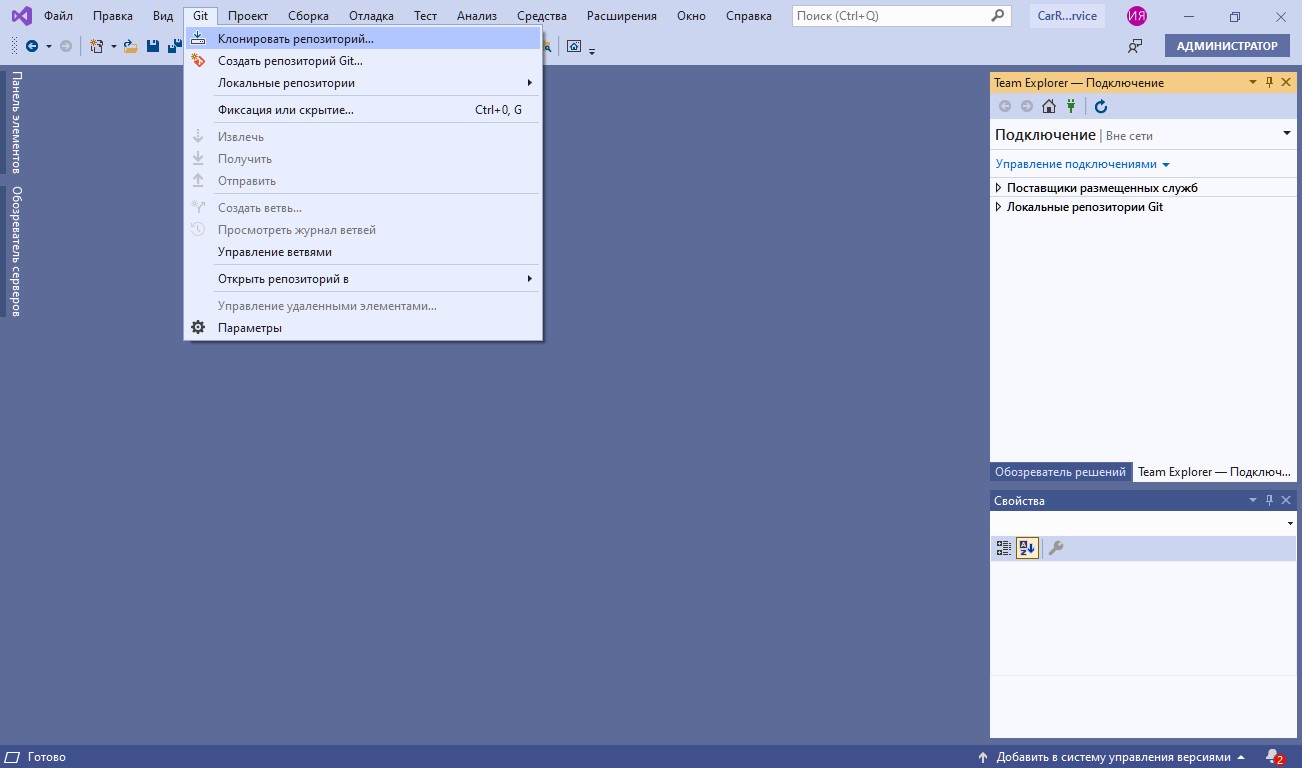 Файл Правка Вид Git Проект Сборка Отладка Тест Анализ Средства Расширения Окно Справка Поиск (Ctrl+Q) CarR...rvice ИЯ
АДМИНИСТРАТОР
Клонировать репозиторий...
Создать репозиторий Git...
Локальные репозитории
Фиксация или скрытие... Ctrl+0, G
Извлечь
Получить
Отправить
Создать ветвь...
Просмотреть журнал ветвей
Управление ветвями
Открыть репозиторий в
Управление удаленными элементами...
Параметры
Панель элементов
Обозреватель серверов
Team Explorer — Подключение
Подключение | Вне сети
Управление подключениями
Поставщики размещенных служб
Локальные репозитории Git
Обозреватель решений Team Explorer — Подключ...
Свойства
Готово
Добавить в систему управления версиями 2